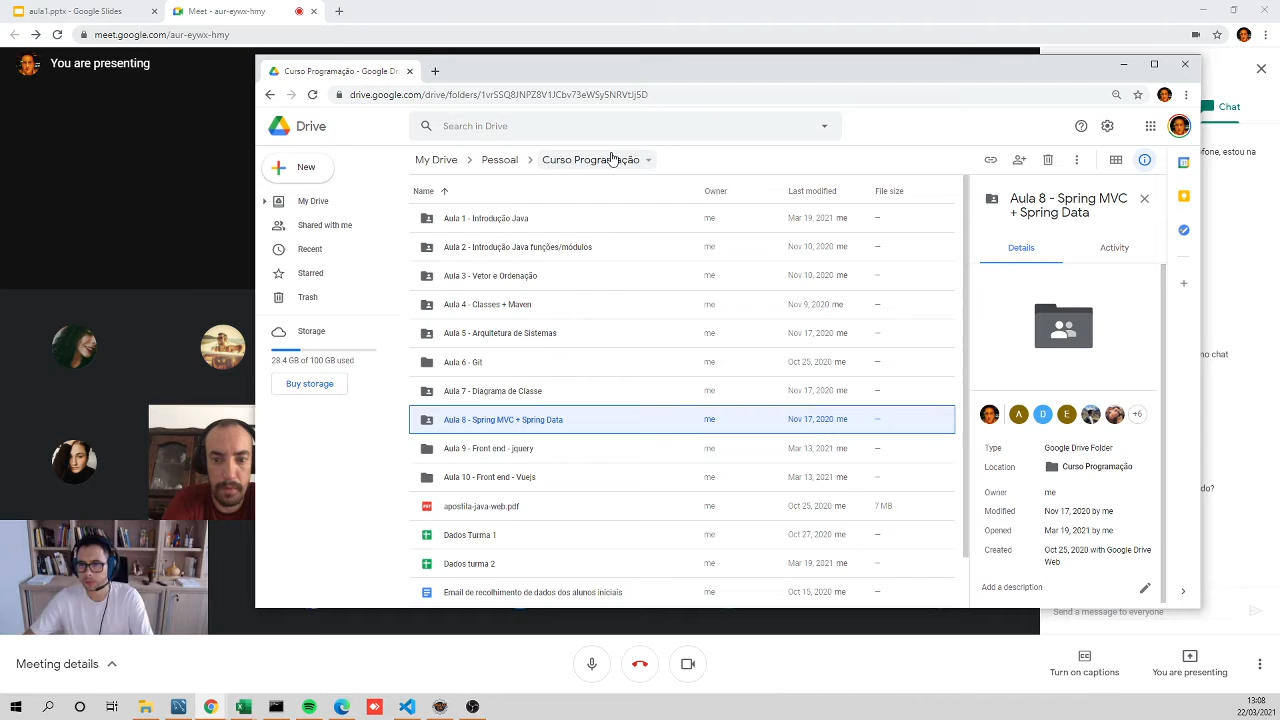 aula1.pptx - Google Slides
Meet - aur-eywx-hmy
meet.google.com/aur-eywx-hmy
You are presenting
Curso Programação - Google Dr
drive.google.com/drive/folders/1vrSSQ8JNPZ8V1JCbv73eWSy5NRVtJj5D
Drive
Search in Drive
Chat
efone, estou na
My Drive
Pessoal
Curso Programação
New
My Drive
Shared with me
Recent
Starred
Trash
Storage
28.4 GB of 100 GB used
Buy storage
Name Owner Last modified File size
Aula 1 - Introdução Java me Mar 19, 2021 me –
Aula 2 - Introdução Java funções/módulos me Nov 10, 2020 me –
Aula 3 - Vetor e Ordenação me Nov 10, 2020 me –
Aula 4 - Classes + Maven me Nov 9, 2020 me –
Aula 5 - Arquitetura de Sistemas me Nov 17, 2020 me –
Aula 6 - Git me Oct 25, 2020 me –
Aula 7 - Diagrama de Classe me Nov 17, 2020 me –
Aula 8 - Spring MVC + Spring Data me Nov 17, 2020 me –
Aula 9 - Front end - jquery me Mar 13, 2021 me –
Aula 10 - Front end - Vuejs me Mar 13, 2021 me –
PDF apostila-java-web.pdf me Oct 25, 2020 me 7 MB
Dados Turma 1 me Oct 27, 2020 me –
Dados turma 2 me Mar 19, 2021 me –
Email de recolhimento de dados dos alunos iniciais me Oct 15, 2020 me –
Aula 8 - Spring MVC
+ Spring Data
Details
Activity
A D E +6
Type Google Drive Folder
Location Curso Programação
Owner me
Modified Nov 17, 2020 by me
Opened Mar 19, 2021 by me
Created Oct 25, 2020 with Google Drive
Web
Add a description
no chat
do?
Send a message to everyone
Meeting details
Turn on captions
You are presenting
13:08
22/03/2021